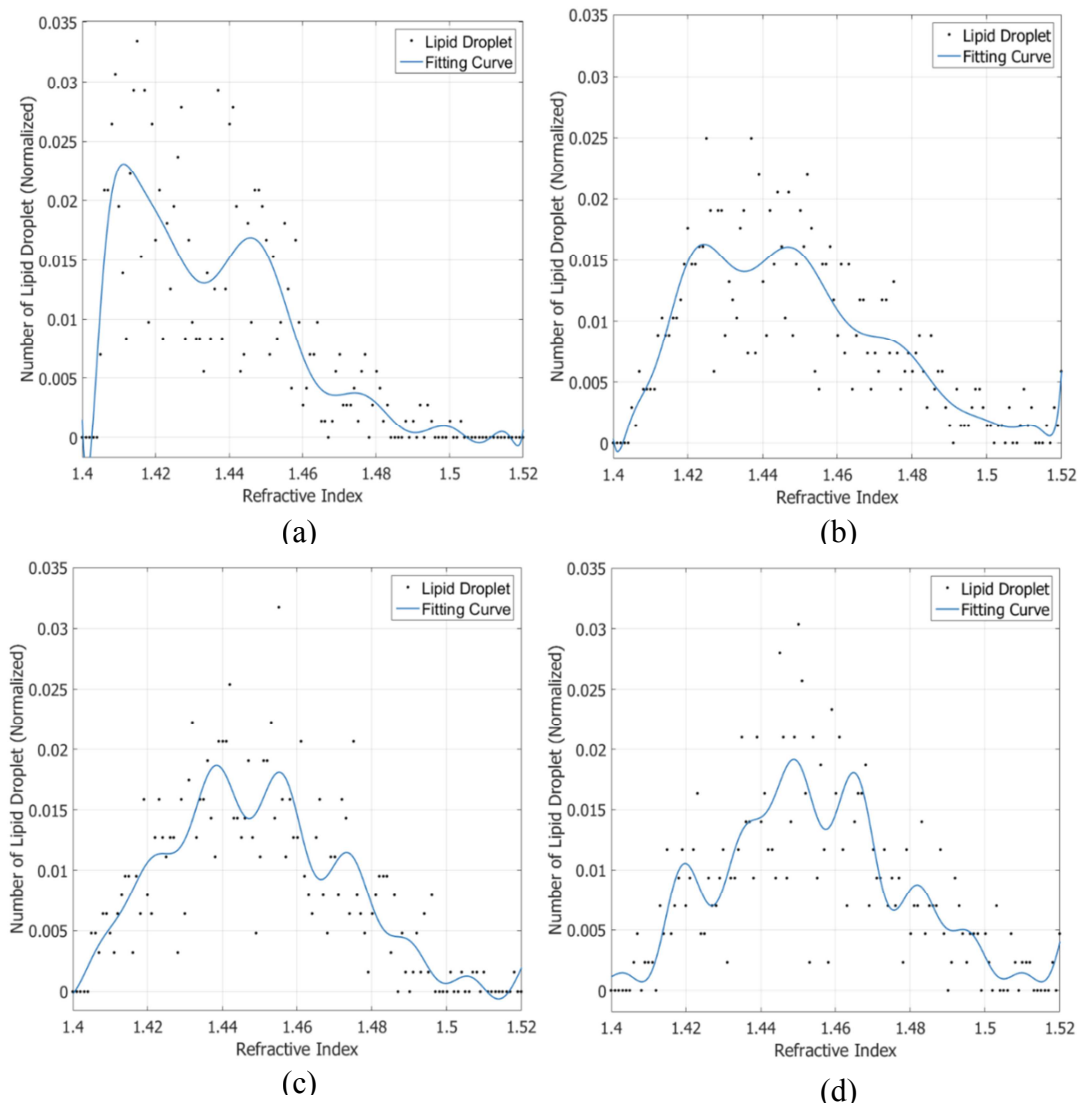 0.035
0.03
0.025
0.02
0.015
0.01
0.005
0
Number of Lipid Droplet (Normalized)
Lipid Droplet
Fitting Curve
1.4 1.42 1.44 1.46 1.48 1.5 1.52
Refractive Index
(a)
0.035
0.03
0.025
0.02
0.015
0.01
0.005
0
Number of Lipid Droplet (Normalized)
Lipid Droplet
Fitting Curve
1.4 1.42 1.44 1.46 1.48 1.5 1.52
Refractive Index
(b)
0.035
0.03
0.025
0.02
0.015
0.01
0.005
0
Number of Lipid Droplet (Normalized)
Lipid Droplet
Fitting Curve
1.4 1.42 1.44 1.46 1.48 1.5 1.52
Refractive Index
(c)
0.035
0.03
0.025
0.02
0.015
0.01
0.005
0
Number of Lipid Droplet (Normalized)
Lipid Droplet
Fitting Curve
1.4 1.42 1.44 1.46 1.48 1.5 1.52
Refractive Index
(d)